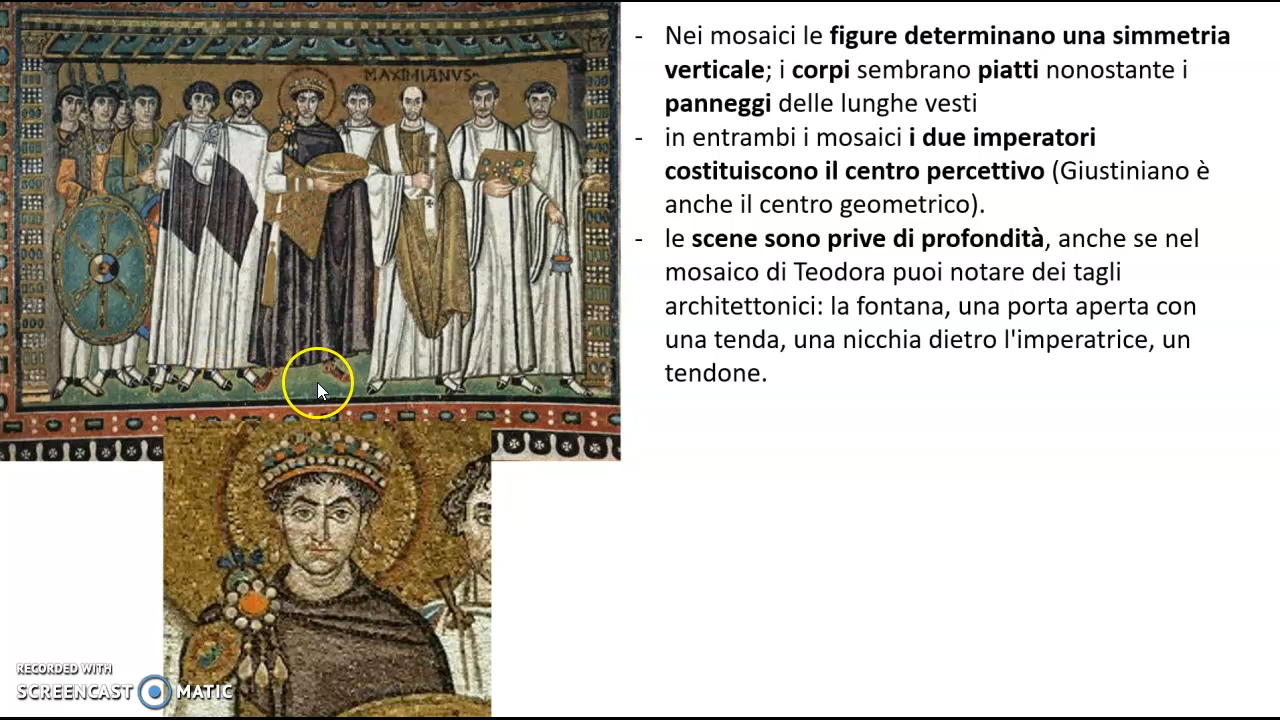 MAXIMIANVS
- Nei mosaici le figure determinano una simmetria
verticale; i corpi sembrano piatti nonostante i
panneggi delle lunghe vesti
- in entrambi i mosaici i due imperatori
costituiscono il centro percettivo (Giustiniano è
anche il centro geometrico).
- le scene sono prive di profondità, anche se nel
mosaico di Teodora puoi notare dei tagli
architettonici: la fontana, una porta aperta con
una tenda, una nicchia dietro l'imperatrice, un
tendone.
RECORDED WITH
SCREENCAST MATIC